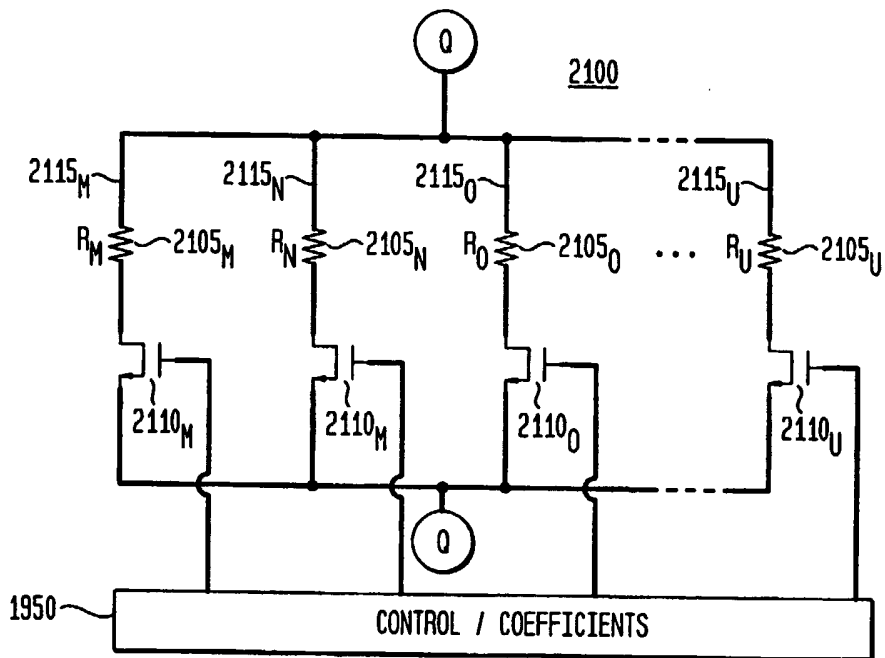 Q
2100
2115M
2115N
2115O
2115U
RM
2105M
RN
2105N
RO
2105O
...
RU
2105U
2110M
2110M
2110O
2110U
Q
1950
CONTROL / COEFFICIENTS